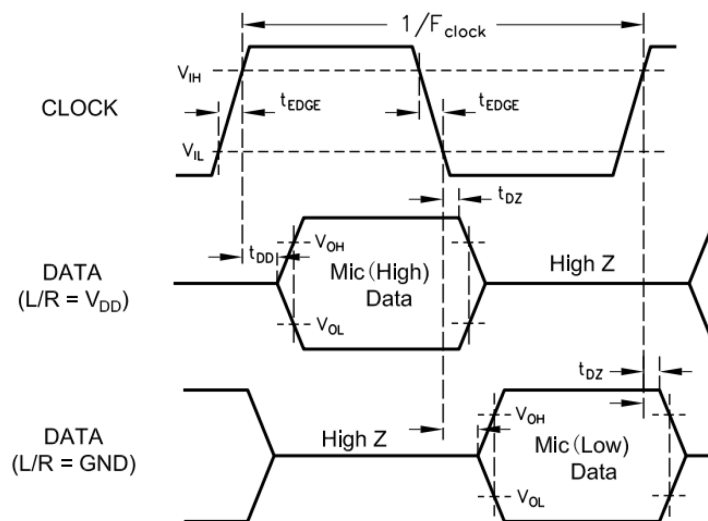 1/Fclock
VIH
CLOCK
tEDGE
tEDGE
VIL
tDZ
tDD
VOH
DATA
(L/R = VDD)
Mic(High)
Data
High Z
VOL
tDZ
DATA
(L/R = GND)
High Z
VOH
Mic(Low)
Data
VOL